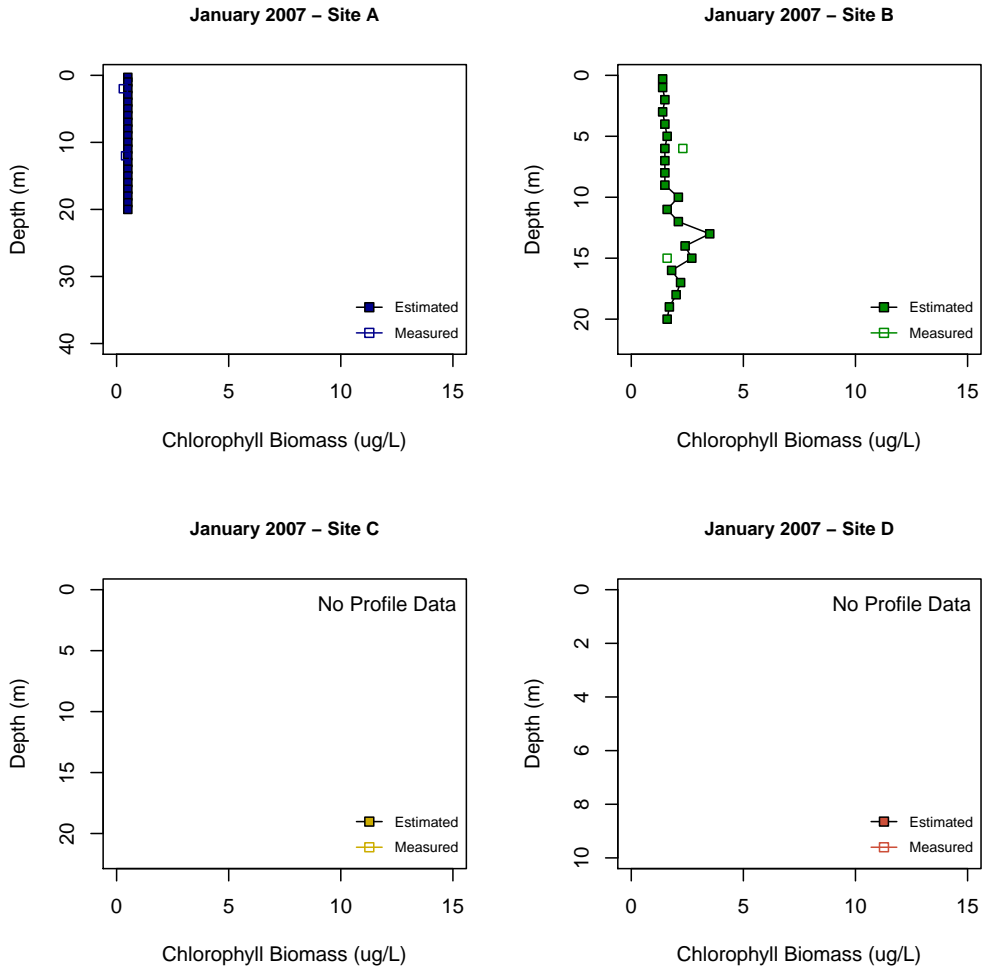 January 2007 – Site A
0
10
20
30
40
Depth (m)
Estimated
Measured
0 5 10 15
Chlorophyll Biomass (ug/L)
January 2007 – Site B
0
5
10
15
20
Depth (m)
Estimated
Measured
0 5 10 15
Chlorophyll Biomass (ug/L)
January 2007 – Site C
No Profile Data
0
5
10
15
20
Depth (m)
Estimated
Measured
0 5 10 15
Chlorophyll Biomass (ug/L)
January 2007 – Site D
No Profile Data
0
2
4
6
8
10
Depth (m)
Estimated
Measured
0 5 10 15
Chlorophyll Biomass (ug/L)